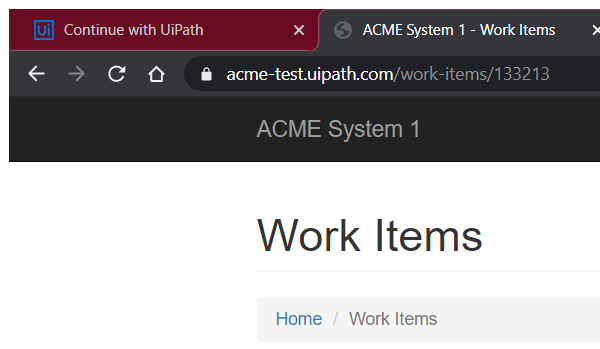 Ui Continue with UiPath ACME System 1 - Work Items
acme-test.uipath.com/work-items/133213
ACME System 1
Work Items
Home / Work Items